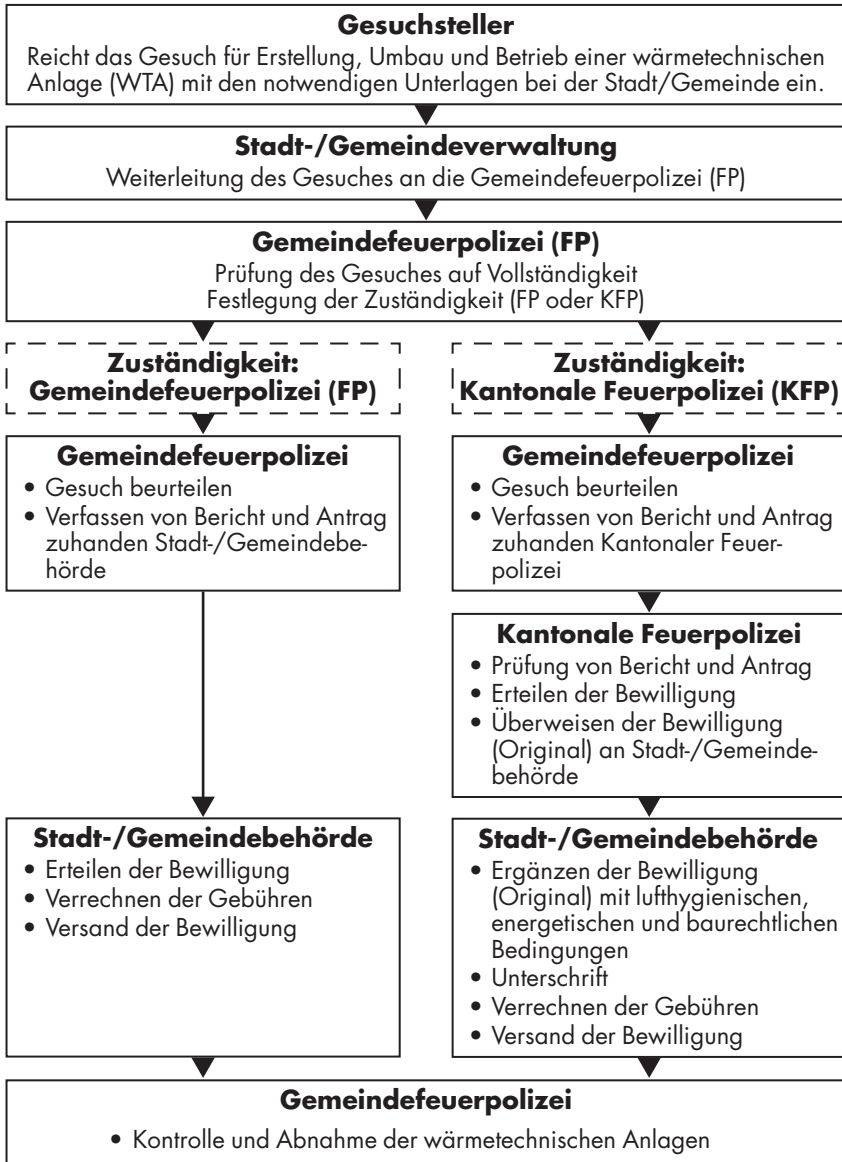 Gesuchsteller
Reicht das Gesuch für Erstellung, Umbau und Betrieb einer wärmetechnischen
Anlage (WTA) mit den notwendigen Unterlagen bei der Stadt/Gemeinde ein.
Stadt-/Gemeindeverwaltung
Weiterleitung des Gesuches an die Gemeindefeuerpolizei (FP)
Gemeindefeuerpolizei (FP)
Prüfung des Gesuches auf Vollständigkeit
Festlegung der Zuständigkeit (FP oder KFP)
Zuständigkeit:
Gemeindefeuerpolizei (FP)
Gemeindefeuerpolizei
• Gesuch beurteilen
• Verfassen von Bericht und Antrag
zuhanden Stadt-/Gemeindebe-
hörde
Stadt-/Gemeindebehörde
• Erteilen der Bewilligung
• Verrechnen der Gebühren
• Versand der Bewilligung
Zuständigkeit:
Kantonale Feuerpolizei (KFP)
Gemeindefeuerpolizei
• Gesuch beurteilen
• Verfassen von Bericht und Antrag
zuhanden Kantonaler Feuer-
polizei
Kantonale Feuerpolizei
• Prüfung von Bericht und Antrag
• Erteilen der Bewilligung
• Überweisen der Bewilligung
(Original) an Stadt-/Gemeinde-
behörde
Stadt-/Gemeindebehörde
• Ergänzen der Bewilligung
(Original) mit lufthygienischen,
energetischen und baurechtlichen
Bedingungen
• Unterschrift
• Verrechnen der Gebühren
• Versand der Bewilligung
Gemeindefeuerpolizei
• Kontrolle und Abnahme der wärmetechnischen Anlagen